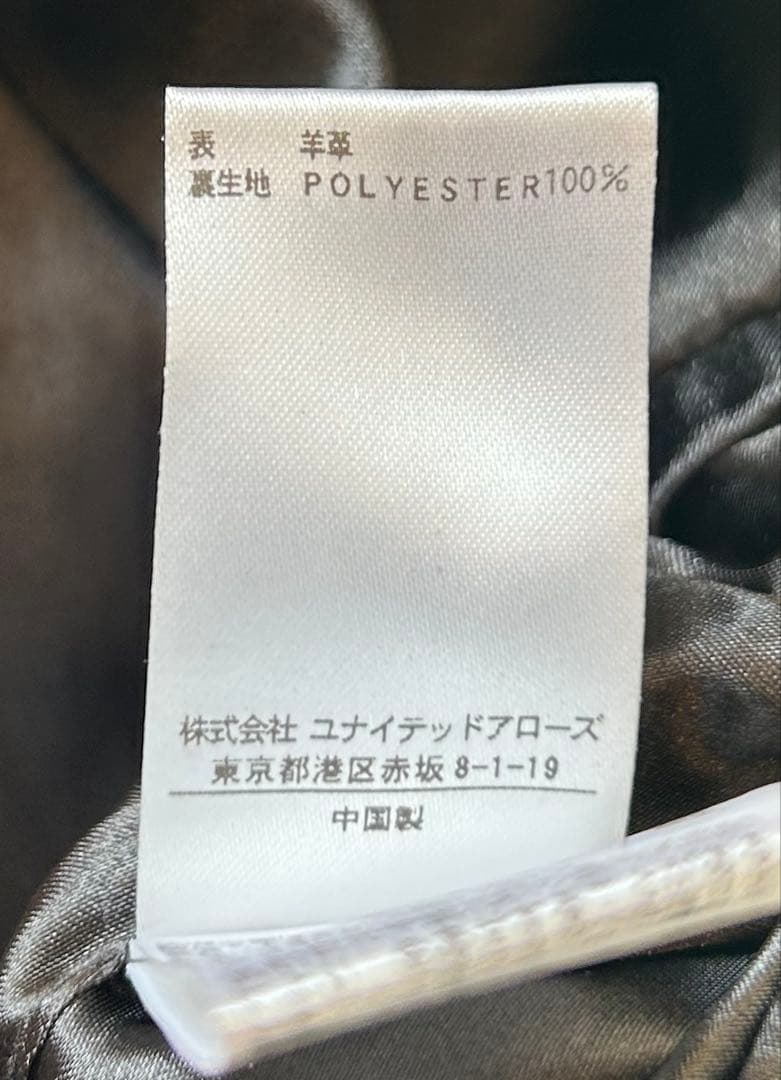 表 羊革
裏生地 POLYESTER100%
株式会社 ユナイテッドアローズ
東京都港区赤坂8-1-19
中国製